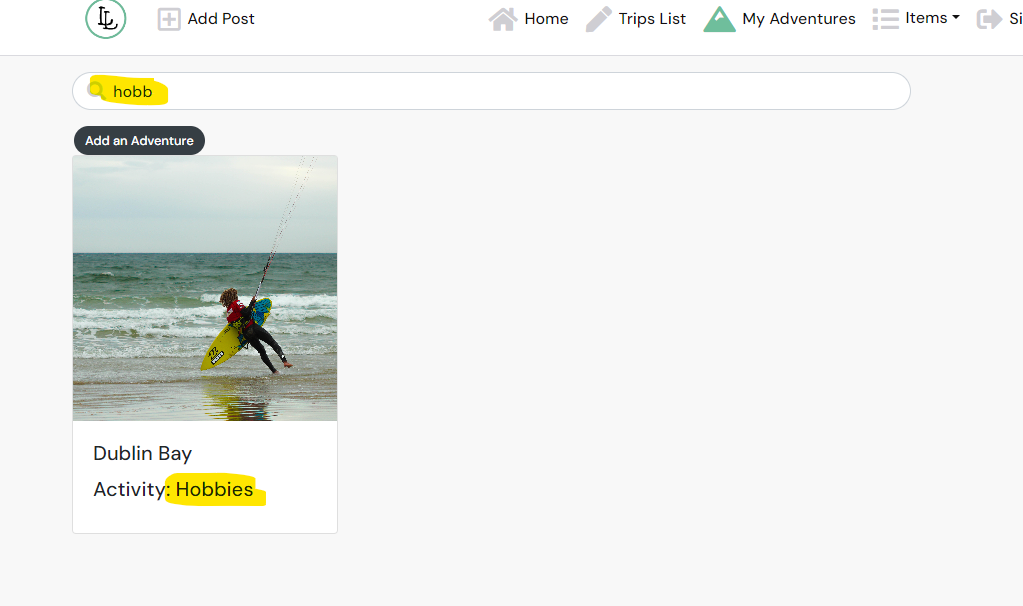 LL
Add Post
Home
Trips List
My Adventures
Items
Si
hobb
Add an Adventure
Dublin Bay
Activity: Hobbies